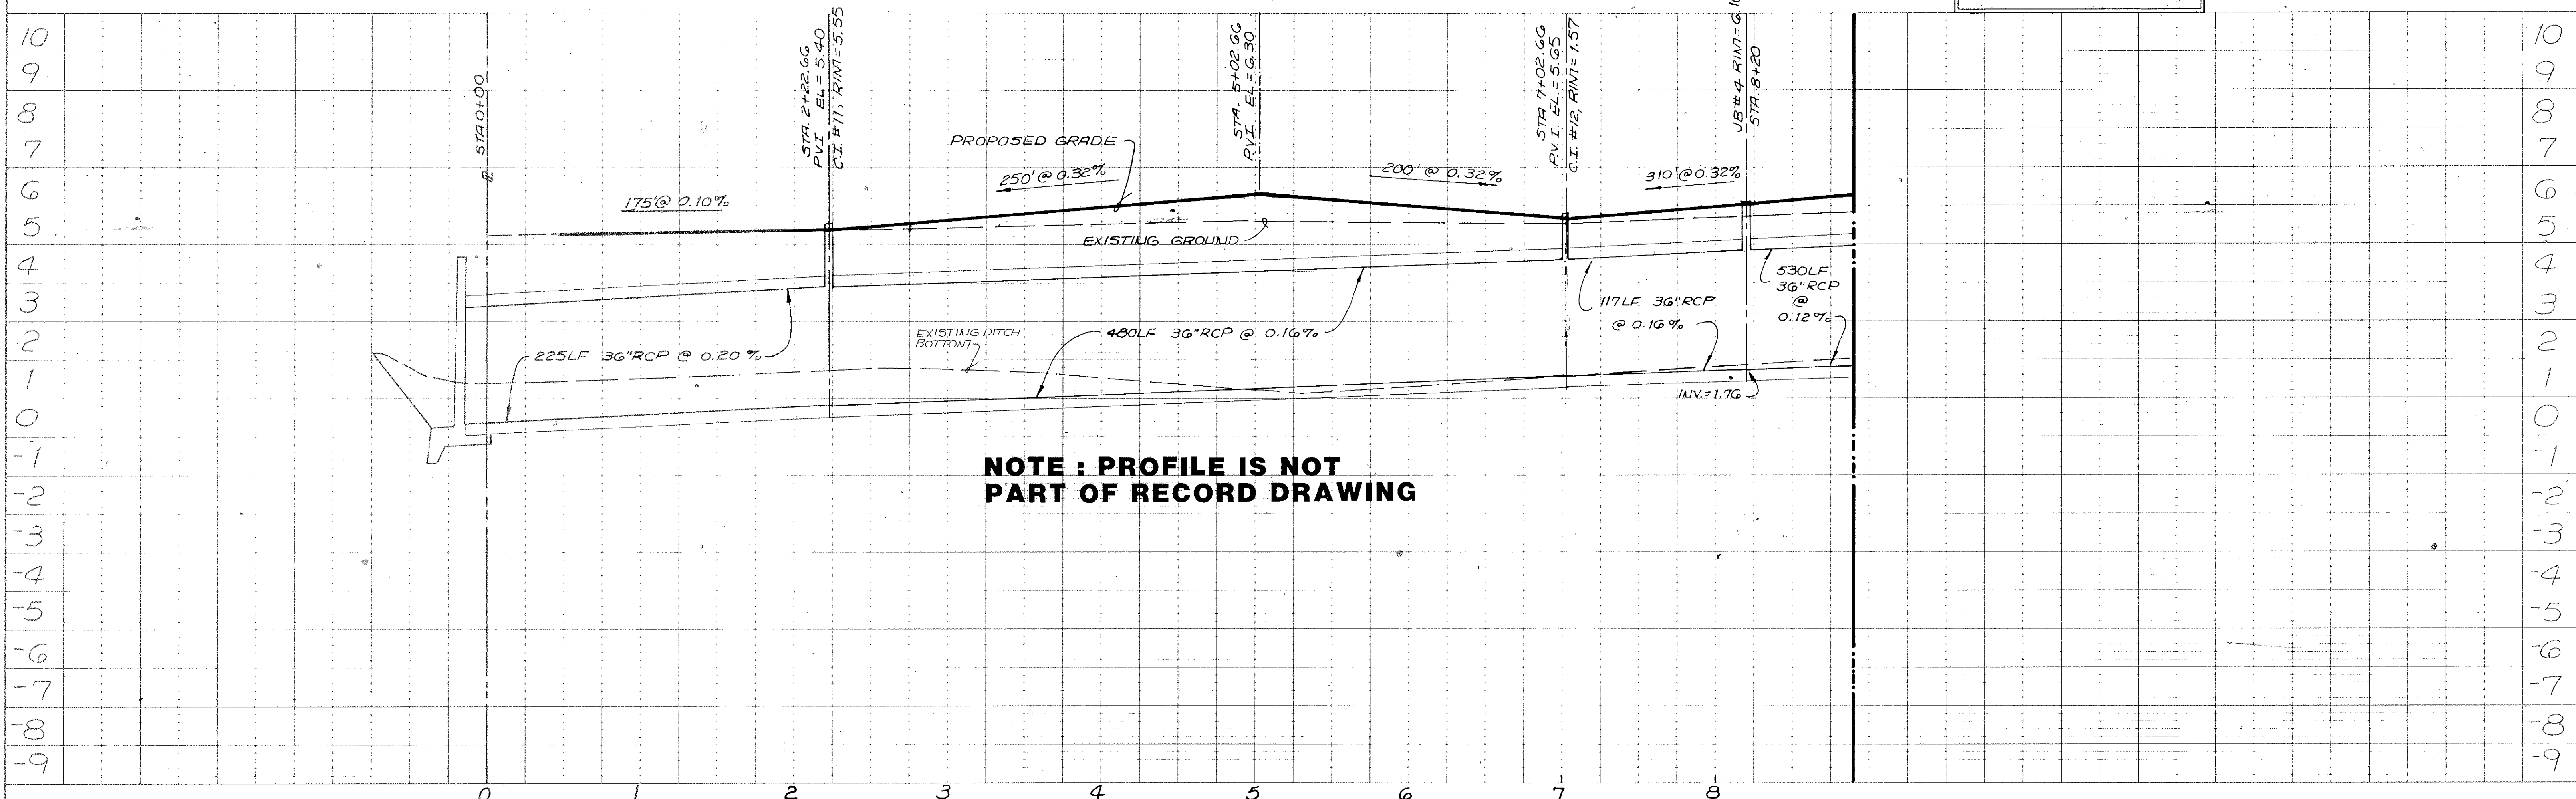 10
9
8
7
6
5
4
3
2
1
0
-1
-2
-3
-4
-5
-6
-7
-8
-9
STA 0+00
STA. 2+22.66
PVI EL = 5.40
C.I. #11, RIM = 5.55
STA. 5+02.66
P.V.I. EL. = 6.30
STA 7+02.66
P.V.I. EL. = 5.65
C.I. #12, RIM = 1.57
JB #4 RIM = 6.10
STA. 8+20
PROPOSED GRADE
175' @ 0.10%
250' @ 0.32%
200' @ 0.32%
310' @ 0.32%
EXISTING GROUND
530LF
36" RCP
@
0.12%
117LF. 36" RCP
@ 0.16%
EXISTING DITCH
BOTTOM
480LF 36" RCP @ 0.16%
225LF 36" RCP @ 0.20 %
INV. = 1.76
NOTE : PROFILE IS NOT
PART OF RECORD DRAWING
0 1 2 3 4 5 6 7 8
10
9
8
7
6
5
4
3
2
1
0
-1
-2
-3
-4
-5
-6
-7
-8
-9